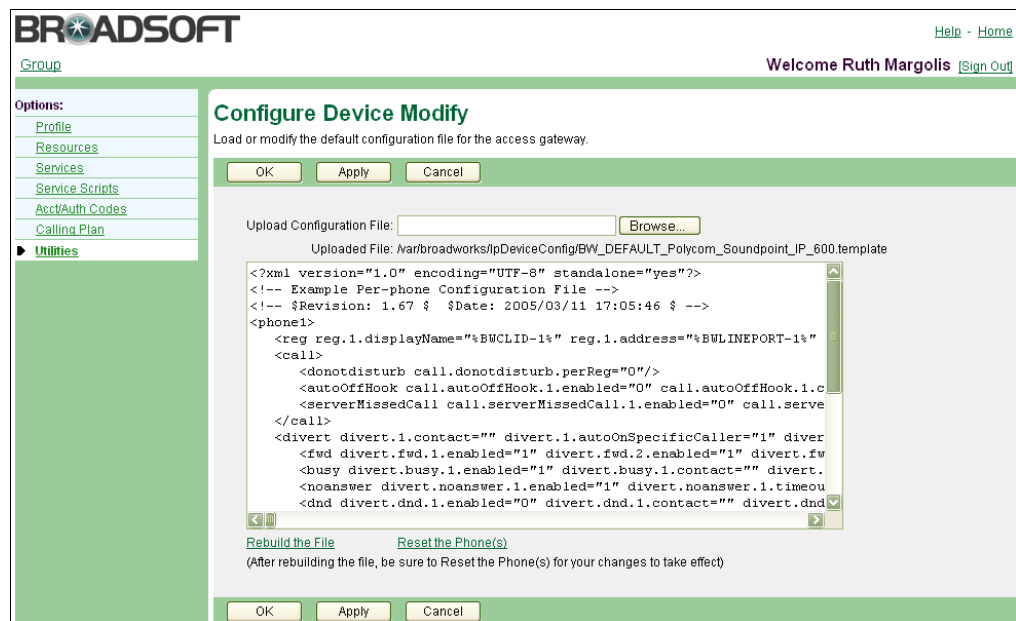 BROADSOFT
Help - Home
Group
Welcome Ruth Margolis [Sign Out]
Options:
Profile
Resources
Services
Service Scripts
Acct/Auth Codes
Calling Plan
Utilities
Configure Device Modify
Load or modify the default configuration file for the access gateway.
OK Apply Cancel
Upload Configuration File: Browse...
Uploaded File: /var/broadworks/IpDeviceConfig/BW_DEFAULT_Polycom_Soundpoint_IP_600.template
<?xml version="1.0" encoding="UTF-8" standalone="yes"?>
<!-- Example Per-phone Configuration File -->
<!-- $Revision: 1.67 $ $Date: 2005/03/11 17:05:46 $ -->
<phone1>
<reg reg.1.displayName="%BWCLID-1%" reg.1.address="%BWLINEPORT-1%"
<call>
<donotdisturb call.donotdisturb.perReg="0"/>
<autoOffHook call.autoOffHook.1.enabled="0" call.autoOffHook.1.c
<serverMissedCall call.serverMissedCall.1.enabled="0" call.serve
</call>
<divert divert.1.contact="" divert.1.autoOnSpecificCaller="1" diver
<fwd divert.fwd.1.enabled="1" divert.fwd.2.enabled="1" divert.fw
<busy divert.busy.1.enabled="1" divert.busy.1.contact="" divert.
<noanswer divert.noanswer.1.enabled="1" divert.noanswer.1.timeou
<dnd divert.dnd.1.enabled="0" divert.dnd.1.contact="" divert.dnd
Rebuild the File Reset the Phone(s)
(After rebuilding the file, be sure to Reset the Phone(s) for your changes to take effect)
OK Apply Cancel